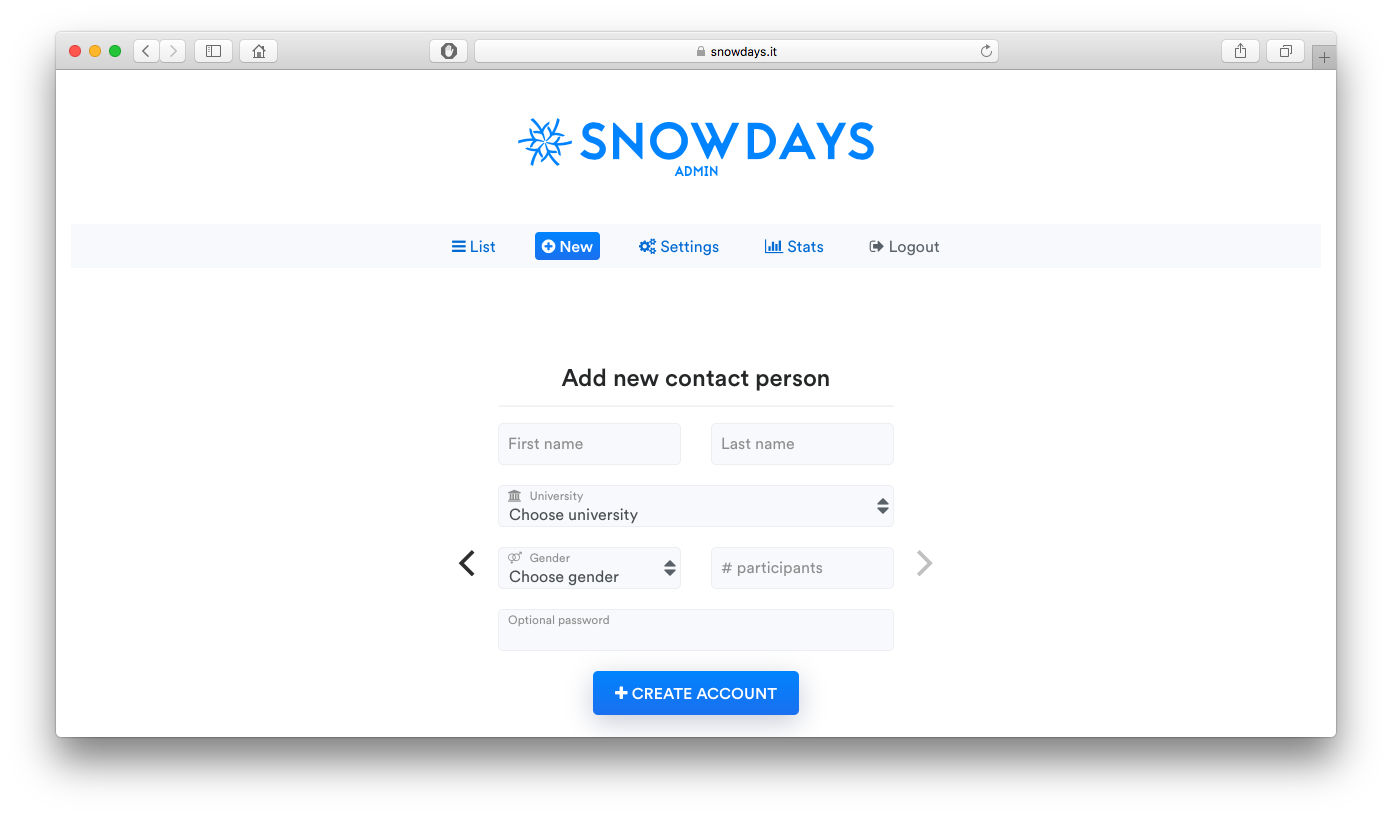 snowdays.it
SNOWDAYS
ADMIN
List New Settings Stats Logout
Add new contact person
First name Last name
University
Choose university
Gender
Choose gender # participants
Optional password
CREATE ACCOUNT